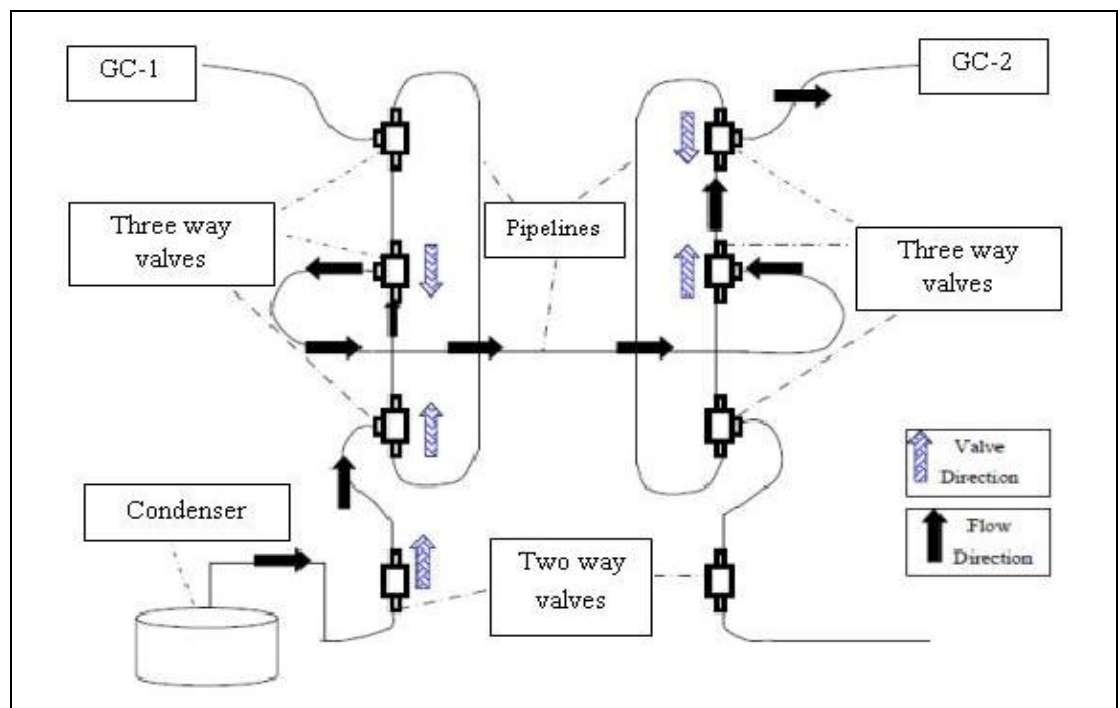 GC-1
GC-2
Three way
valves
Pipelines
Three way
valves
Valve
Direction
Condenser
Flow
Direction
Two way
valves